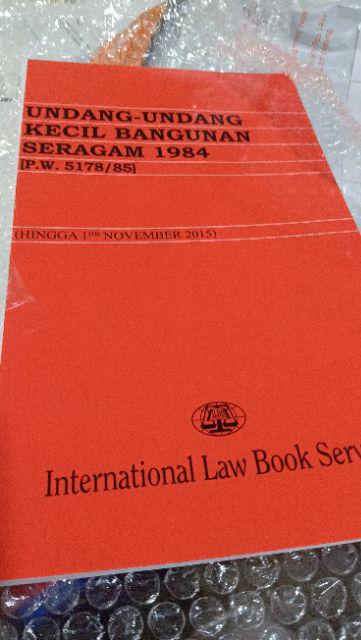 UNDANG-UNDANG
KECIL BANGUNAN
SERAGAM 1984
[P.W. 5178/85]
(HINGGA 1HB NOVEMBER 2015)
International Law Book Serv